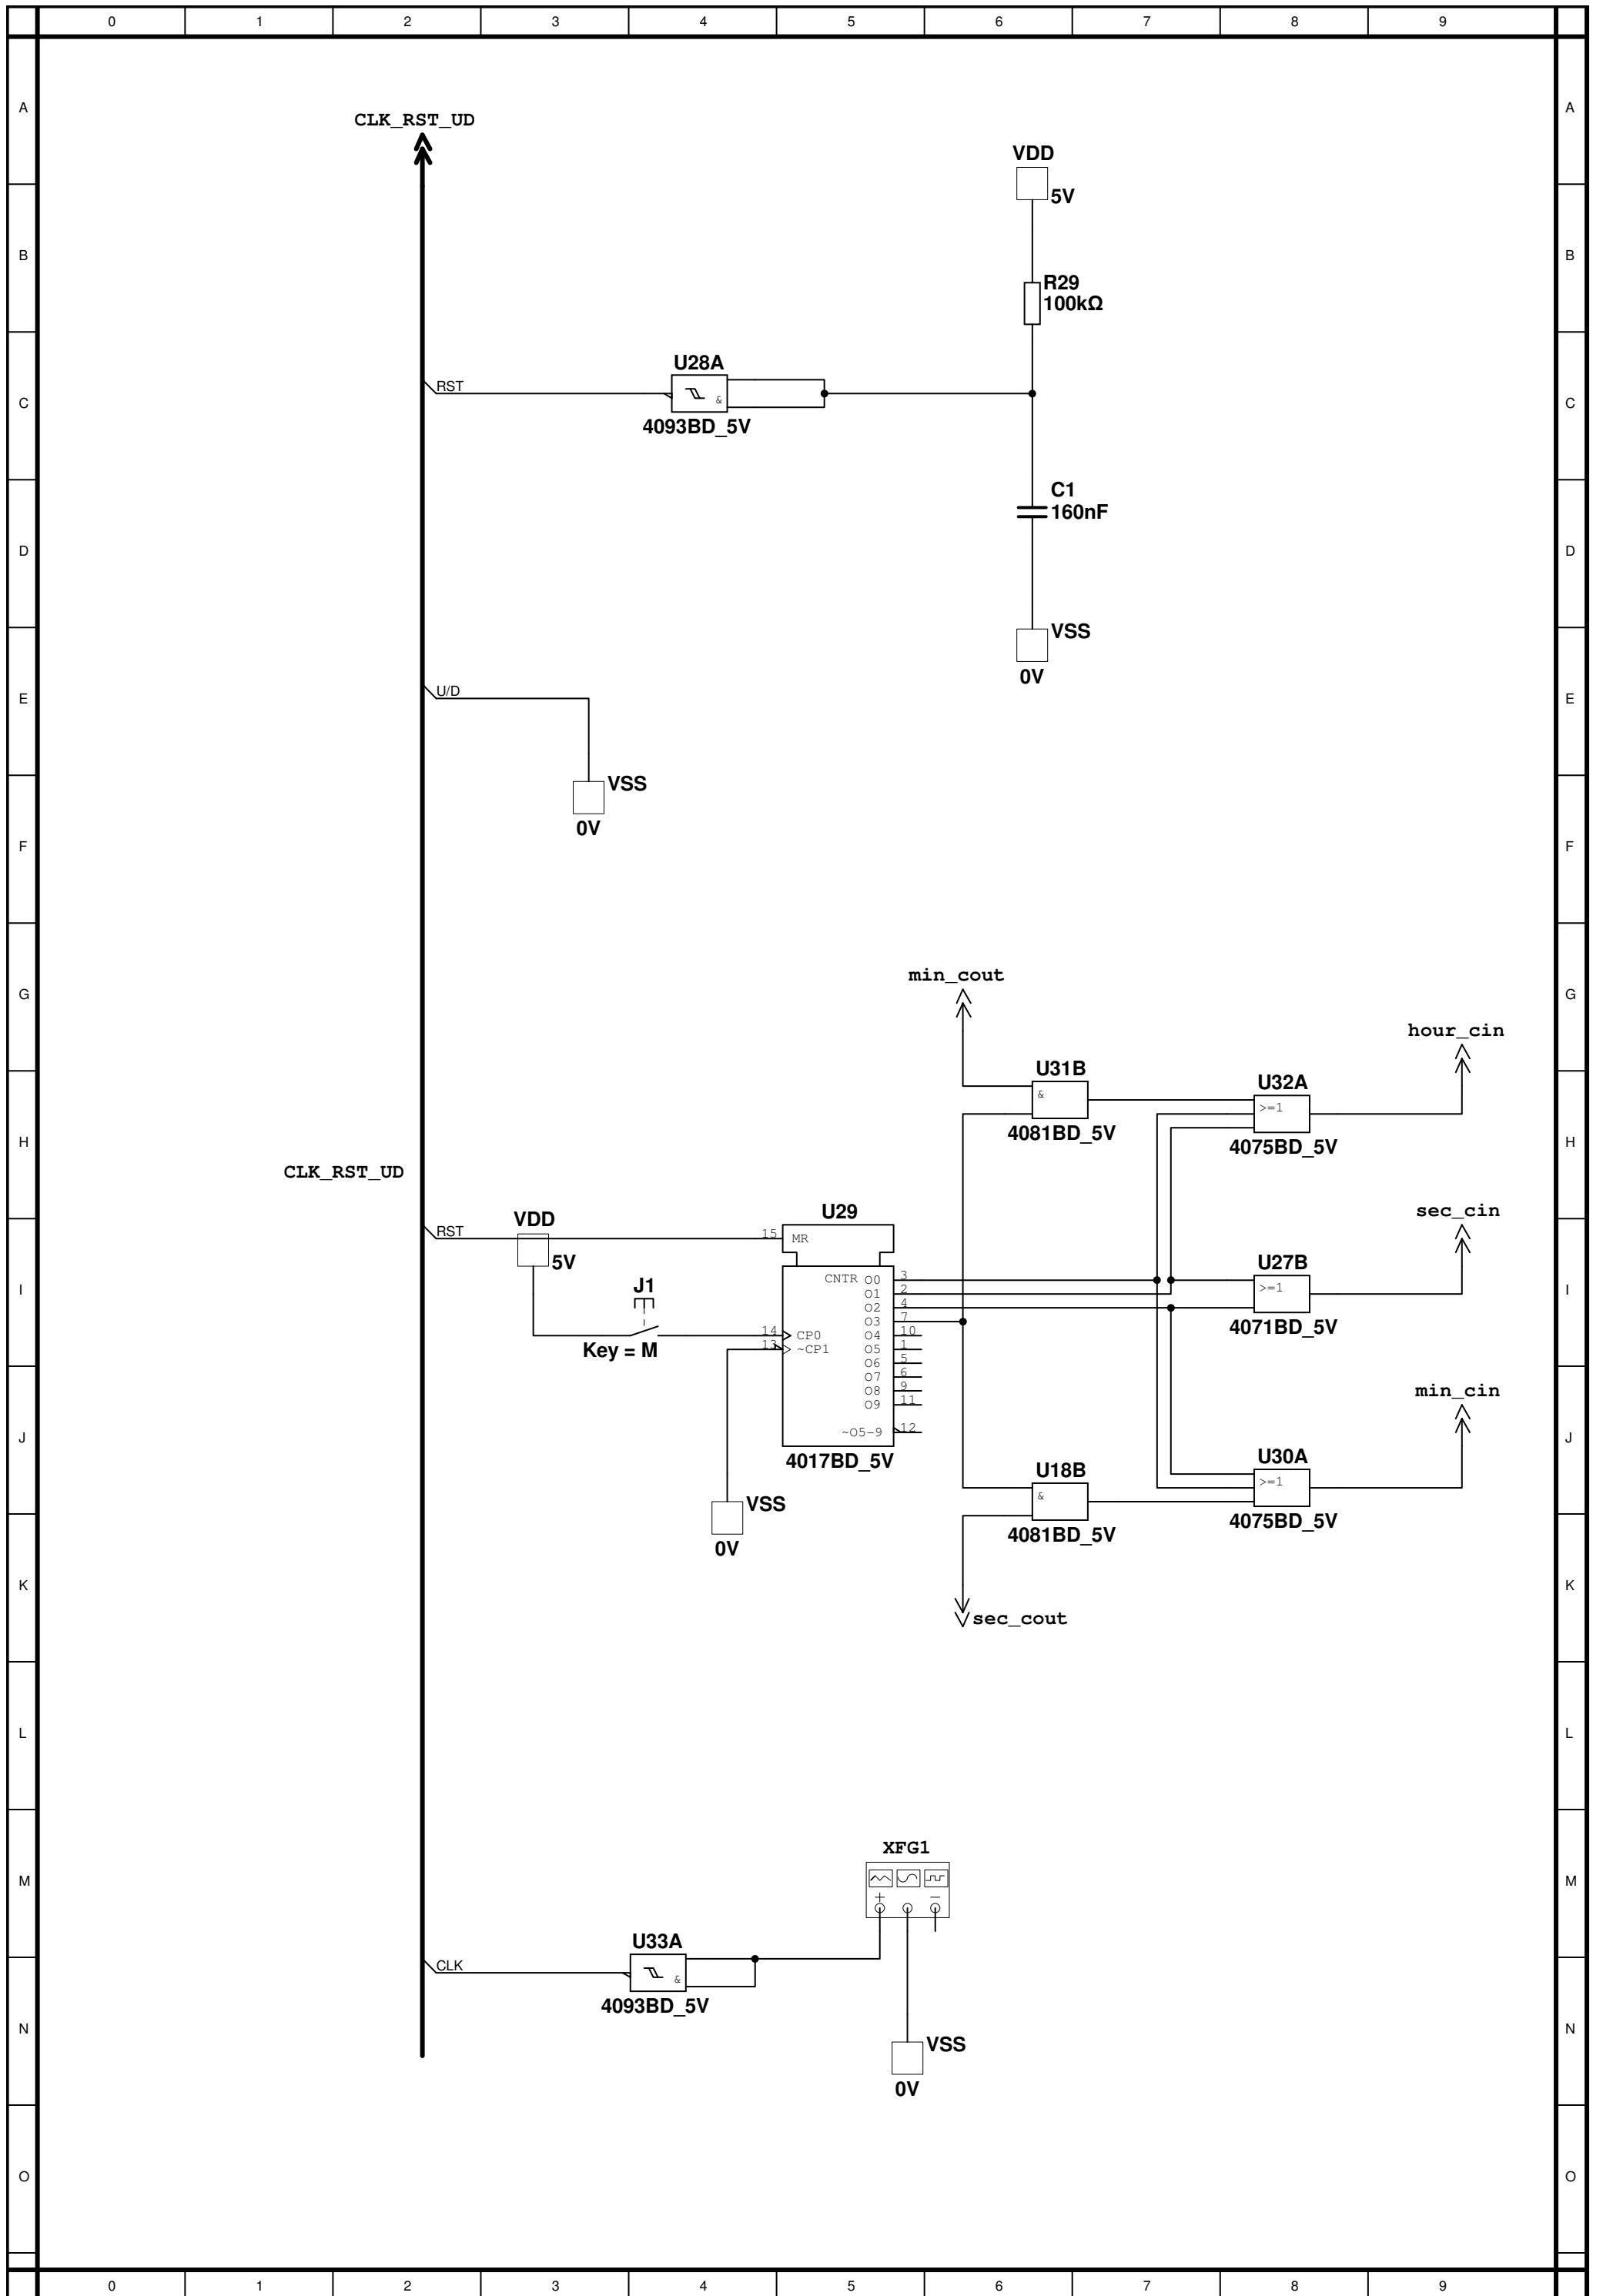 0 1 2 3 4 5 6 7 8 9
A A
CLK_RST_UD
VDD
5V
B B
R29
100kΩ
U28A
RST
&
4093BD_5V
C C
C1
160nF
D D
VSS
0V
U/D
E E
VSS
0V
F F
min_cout
G G
hour_cin
U31B
&
4081BD_5V
U32A
>=1
4075BD_5V
H H
CLK_RST_UD
RST
VDD
5V
U29
15 MR
sec_cin
CNTR O0 3
O1 2
O2 4
O3 7
O4 10
O5 1
O6 5
O7 6
O8 9
O9 11
~O5-9 12
14 CP0
13 ~CP1
4017BD_5V
J1
Key = M
U27B
>=1
4071BD_5V
I I
min_cin
J J
VSS
0V
U18B
&
4081BD_5V
U30A
>=1
4075BD_5V
K K
sec_cout
L L
XFG1
+ −
M M
U33A
CLK
&
4093BD_5V
N N
VSS
0V
O O
0 1 2 3 4 5 6 7 8 9